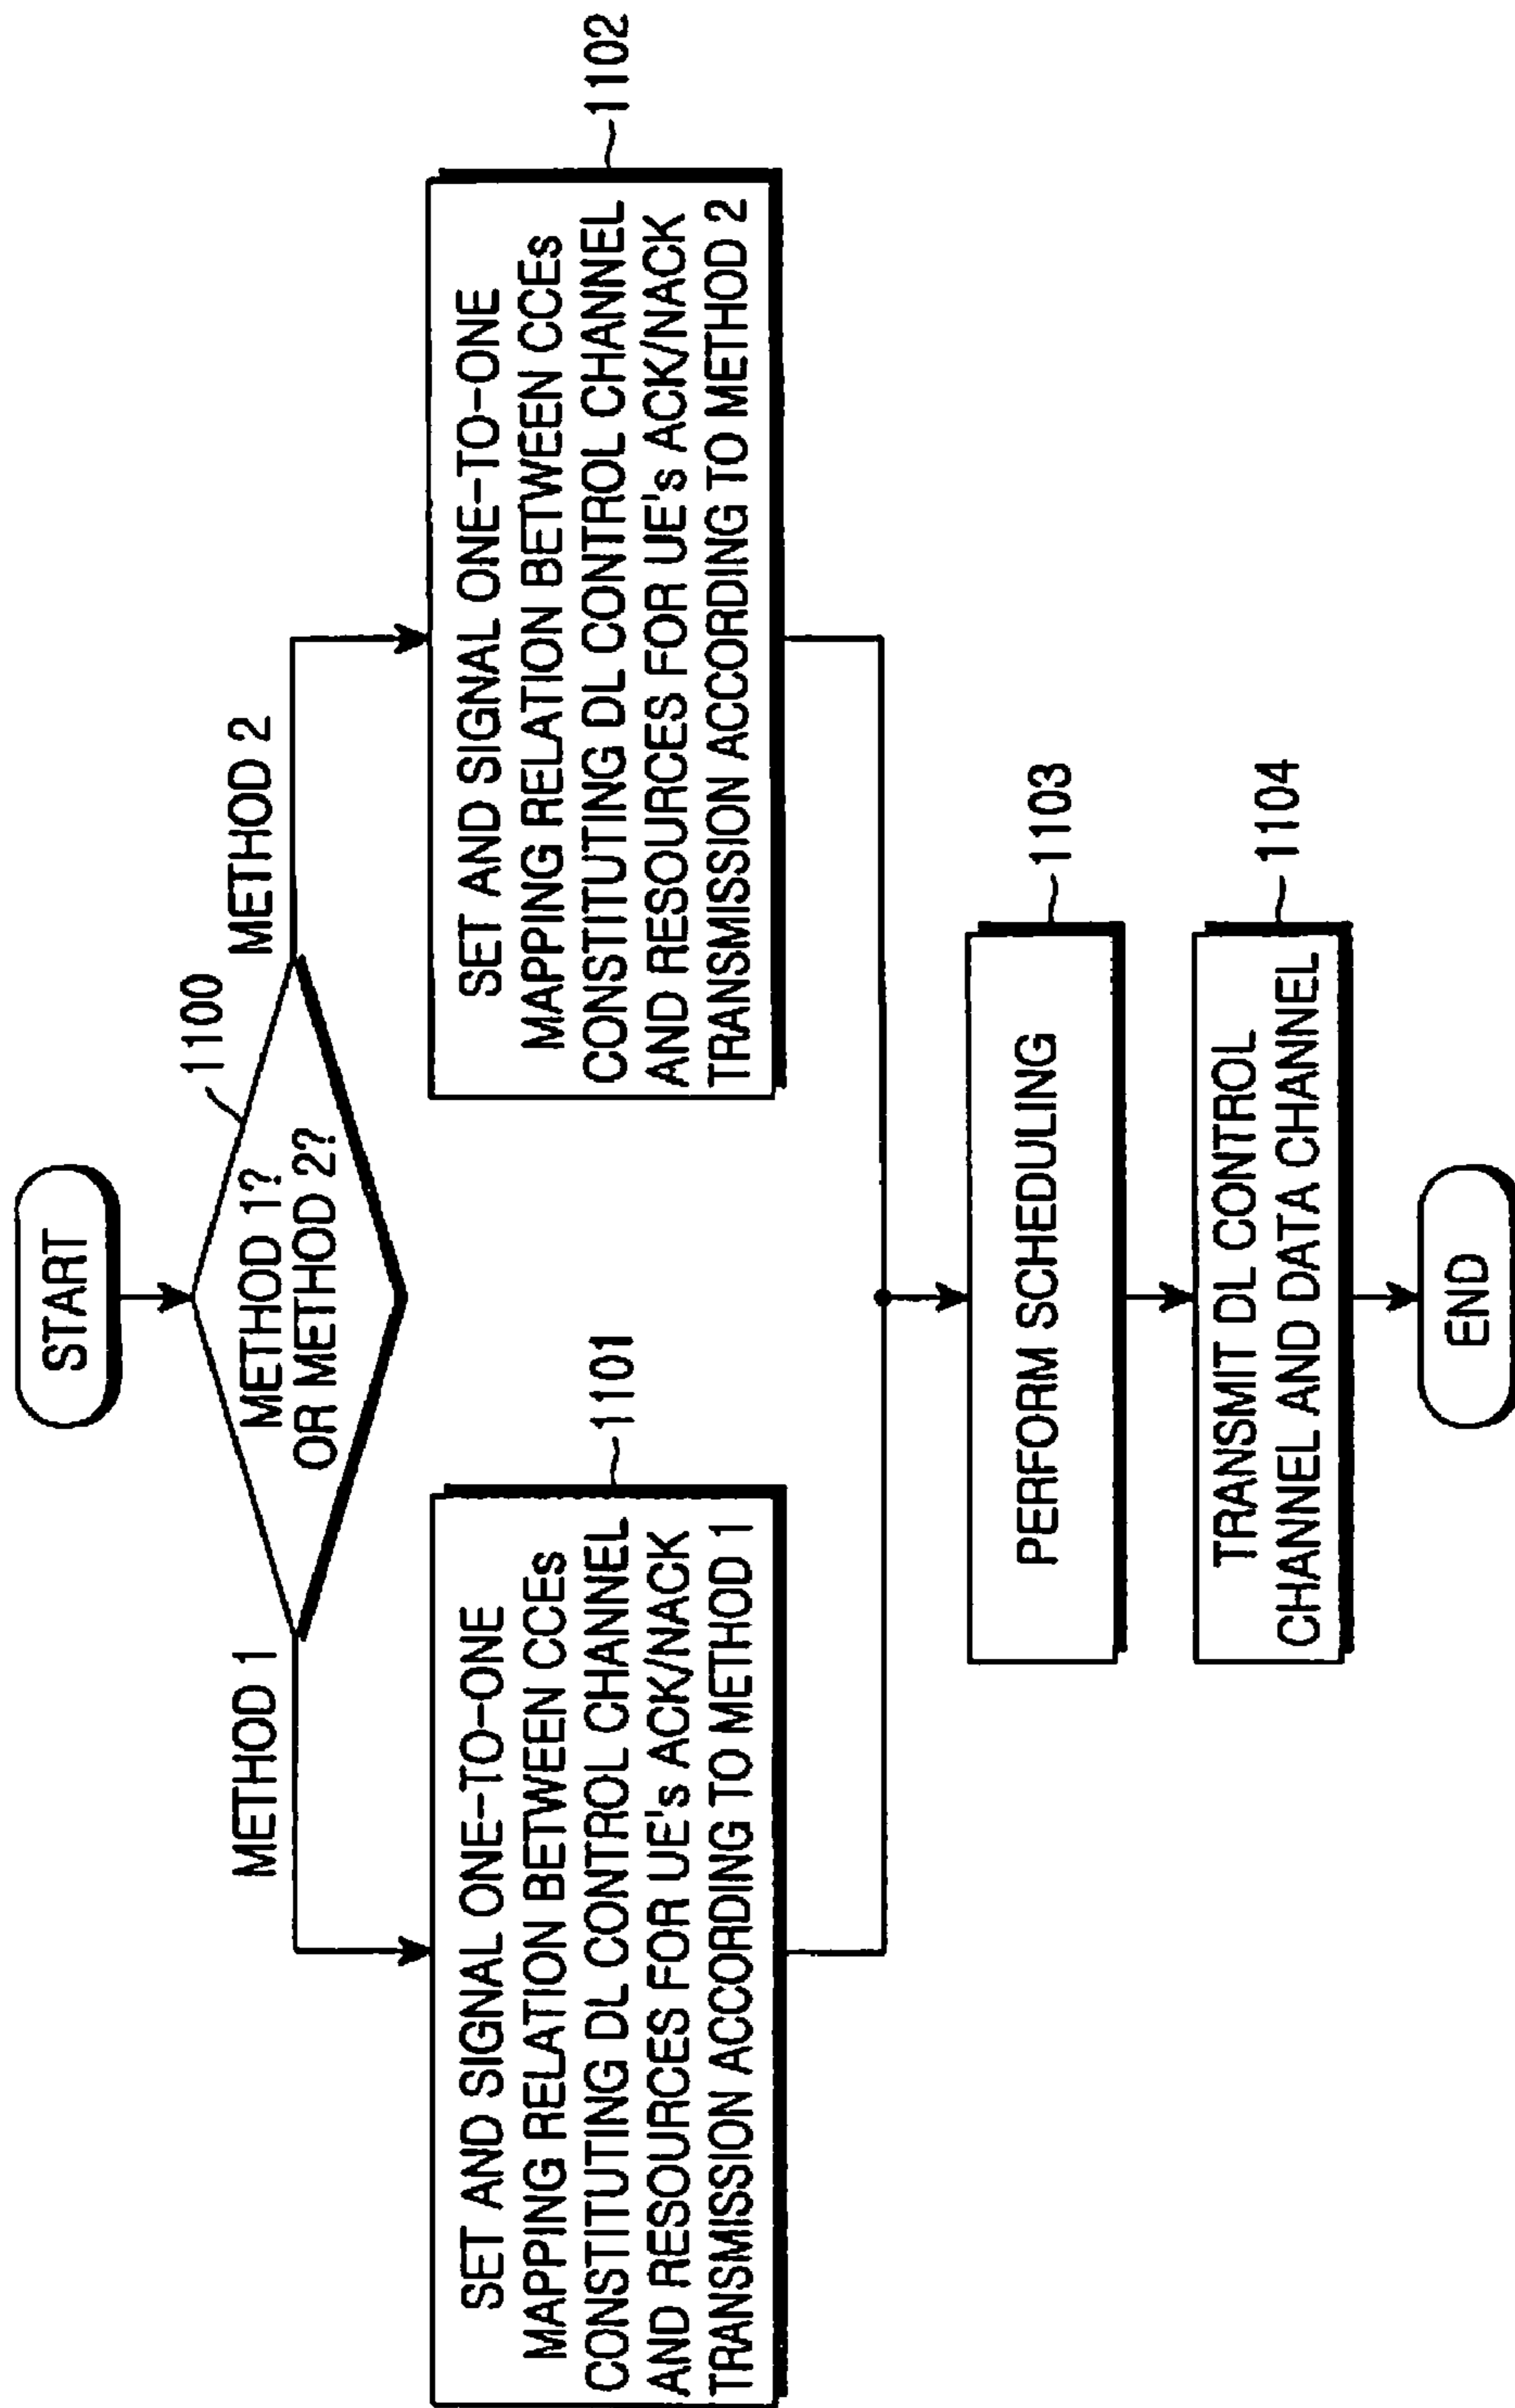 START
1100
METHOD 1?
OR METHOD 2?
METHOD 1
METHOD 2
1101
SET AND SIGNAL ONE-TO-ONE
MAPPING RELATION BETWEEN CCEs
CONSTITUTING DL CONTROL CHANNEL
AND RESOURCES FOR UE's ACK/NACK
TRANSMISSION ACCORDING TO METHOD 1
1102
SET AND SIGNAL ONE-TO-ONE
MAPPING RELATION BETWEEN CCEs
CONSTITUTING DL CONTROL CHANNEL
AND RESOURCES FOR UE's ACK/NACK
TRANSMISSION ACCORDING TO METHOD 2
1103
PERFORM SCHEDULING
1104
TRANSMIT DL CONTROL
CHANNEL AND DATA CHANNEL
END